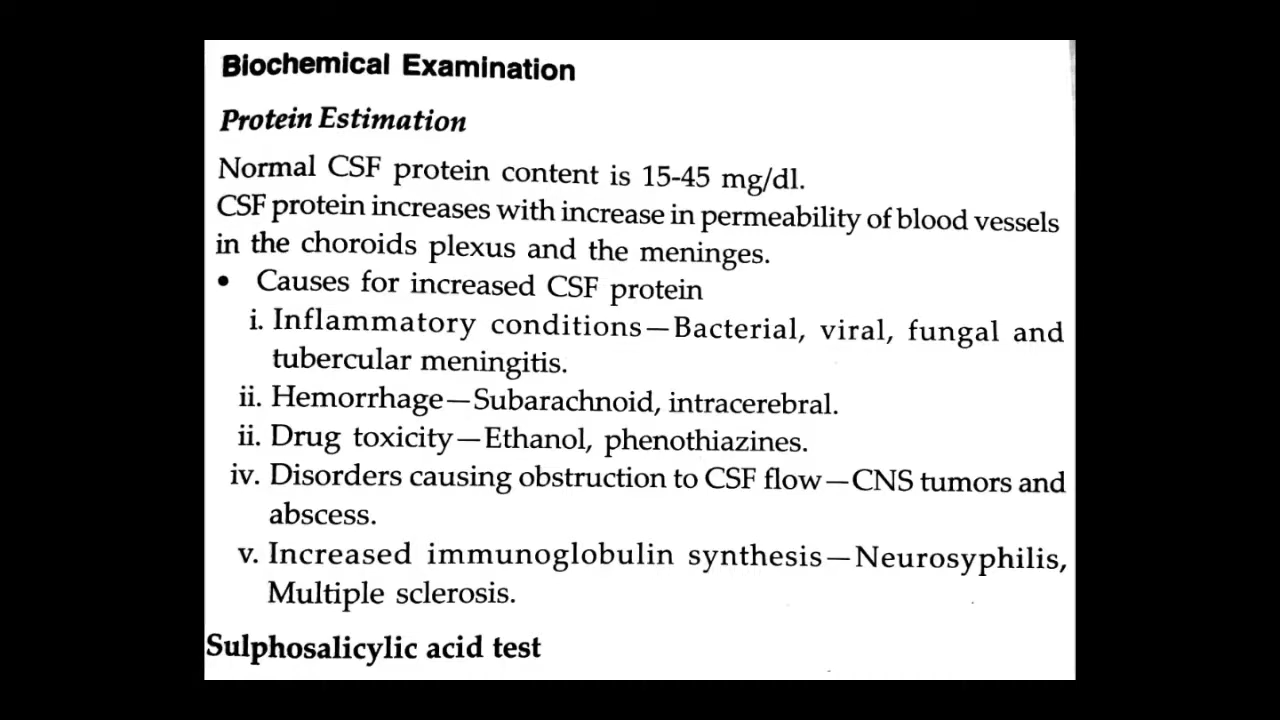 Biochemical Examination
Protein Estimation
Normal CSF protein content is 15-45 mg/dl.
CSF protein increases with increase in permeability of blood vessels
in the choroids plexus and the meninges.
• Causes for increased CSF protein
i. Inflammatory conditions—Bacterial, viral, fungal and
tubercular meningitis.
ii. Hemorrhage—Subarachnoid, intracerebral.
ii. Drug toxicity—Ethanol, phenothiazines.
iv. Disorders causing obstruction to CSF flow—CNS tumors and
abscess.
v. Increased immunoglobulin synthesis—Neurosyphilis,
Multiple sclerosis.
Sulphosalicylic acid test